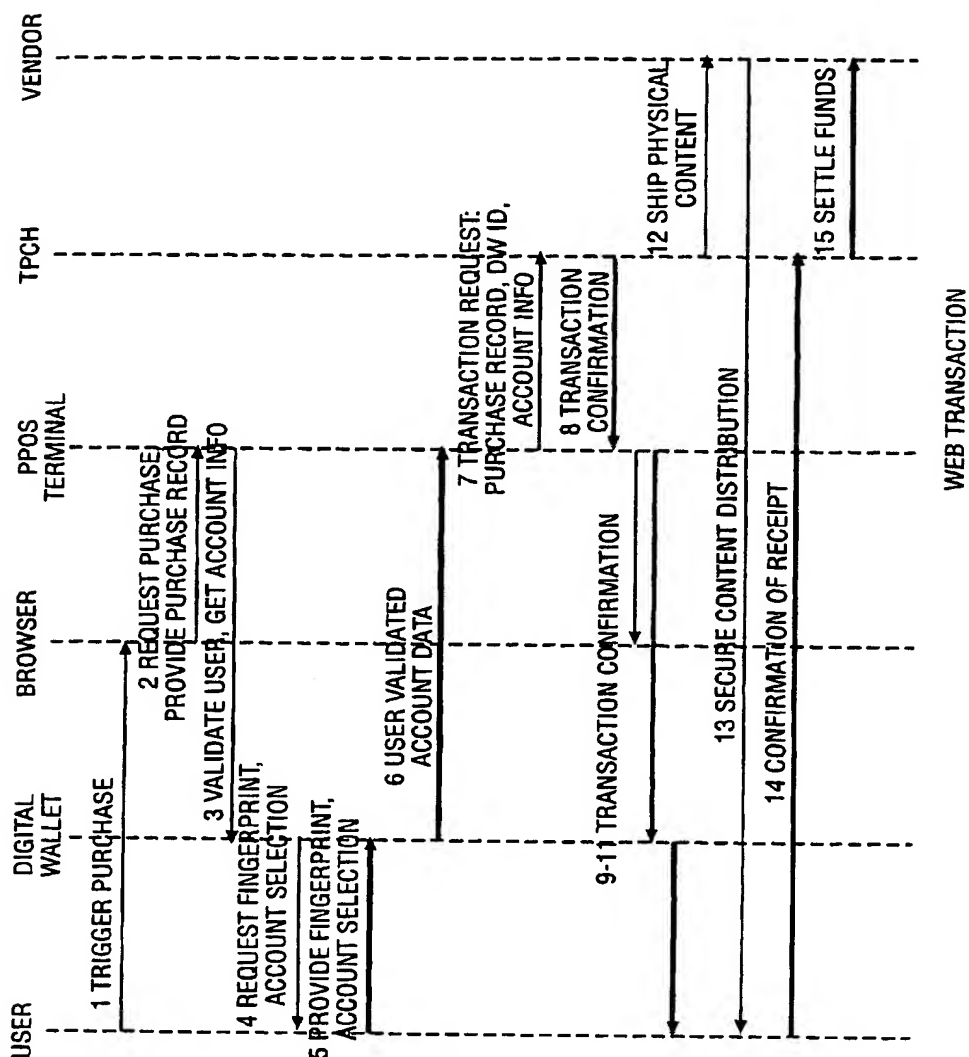 USER
DIGITAL
WALLET
BROWSER
PPOS
TERMINAL
TPCH
VENDOR
1 TRIGGER PURCHASE
2 REQUEST PURCHASE
PROVIDE PURCHASE RECORD
3 VALIDATE USER, GET ACCOUNT INFO
4 REQUEST FINGERPRINT,
ACCOUNT SELECTION
5 PROVIDE FINGERPRINT,
ACCOUNT SELECTION
6 USER VALIDATED
ACCOUNT DATA
7 TRANSACTION REQUEST:
PURCHASE RECORD, DW ID,
ACCOUNT INFO
8 TRANSACTION
CONFIRMATION
9-11 TRANSACTION CONFIRMATION
12 SHIP PHYSICAL
CONTENT
13 SECURE CONTENT DISTRIBUTION
14 CONFIRMATION OF RECEIPT
15 SETTLE FUNDS
WEB TRANSACTION